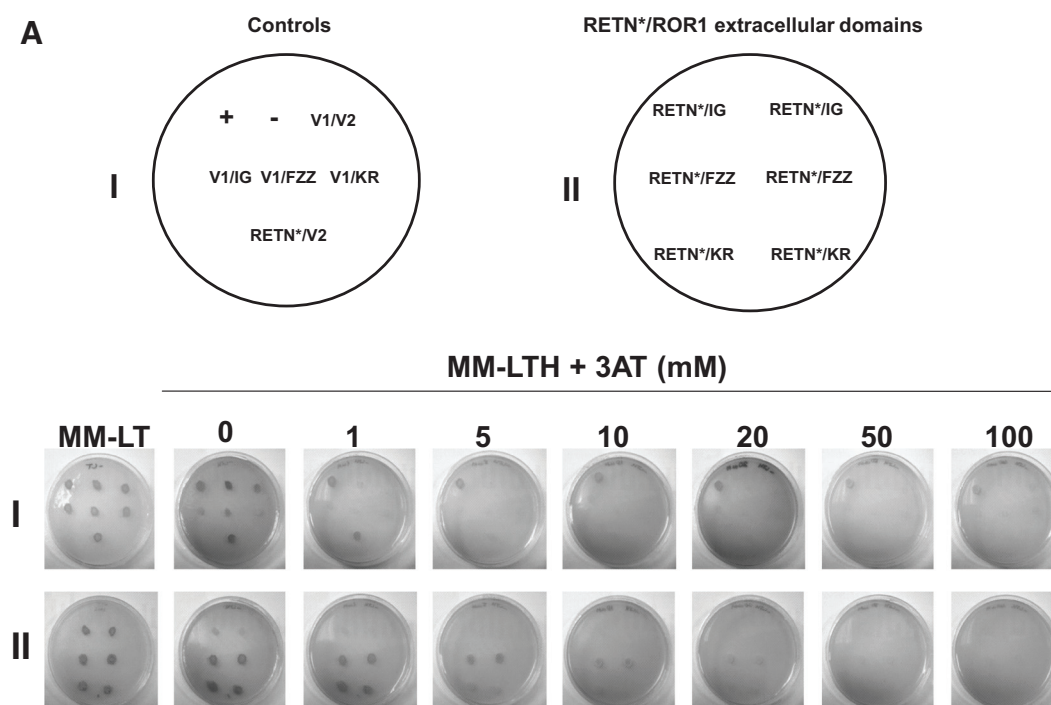 A
Controls
RETN*/ROR1 extracellular domains
I
+ - V1/V2
V1/IG V1/FZZ V1/KR
RETN*/V2
II
RETN*/IG RETN*/IG
RETN*/FZZ RETN*/FZZ
RETN*/KR RETN*/KR
MM-LTH + 3AT (mM)
MM-LT 0 1 5 10 20 50 100
I
II